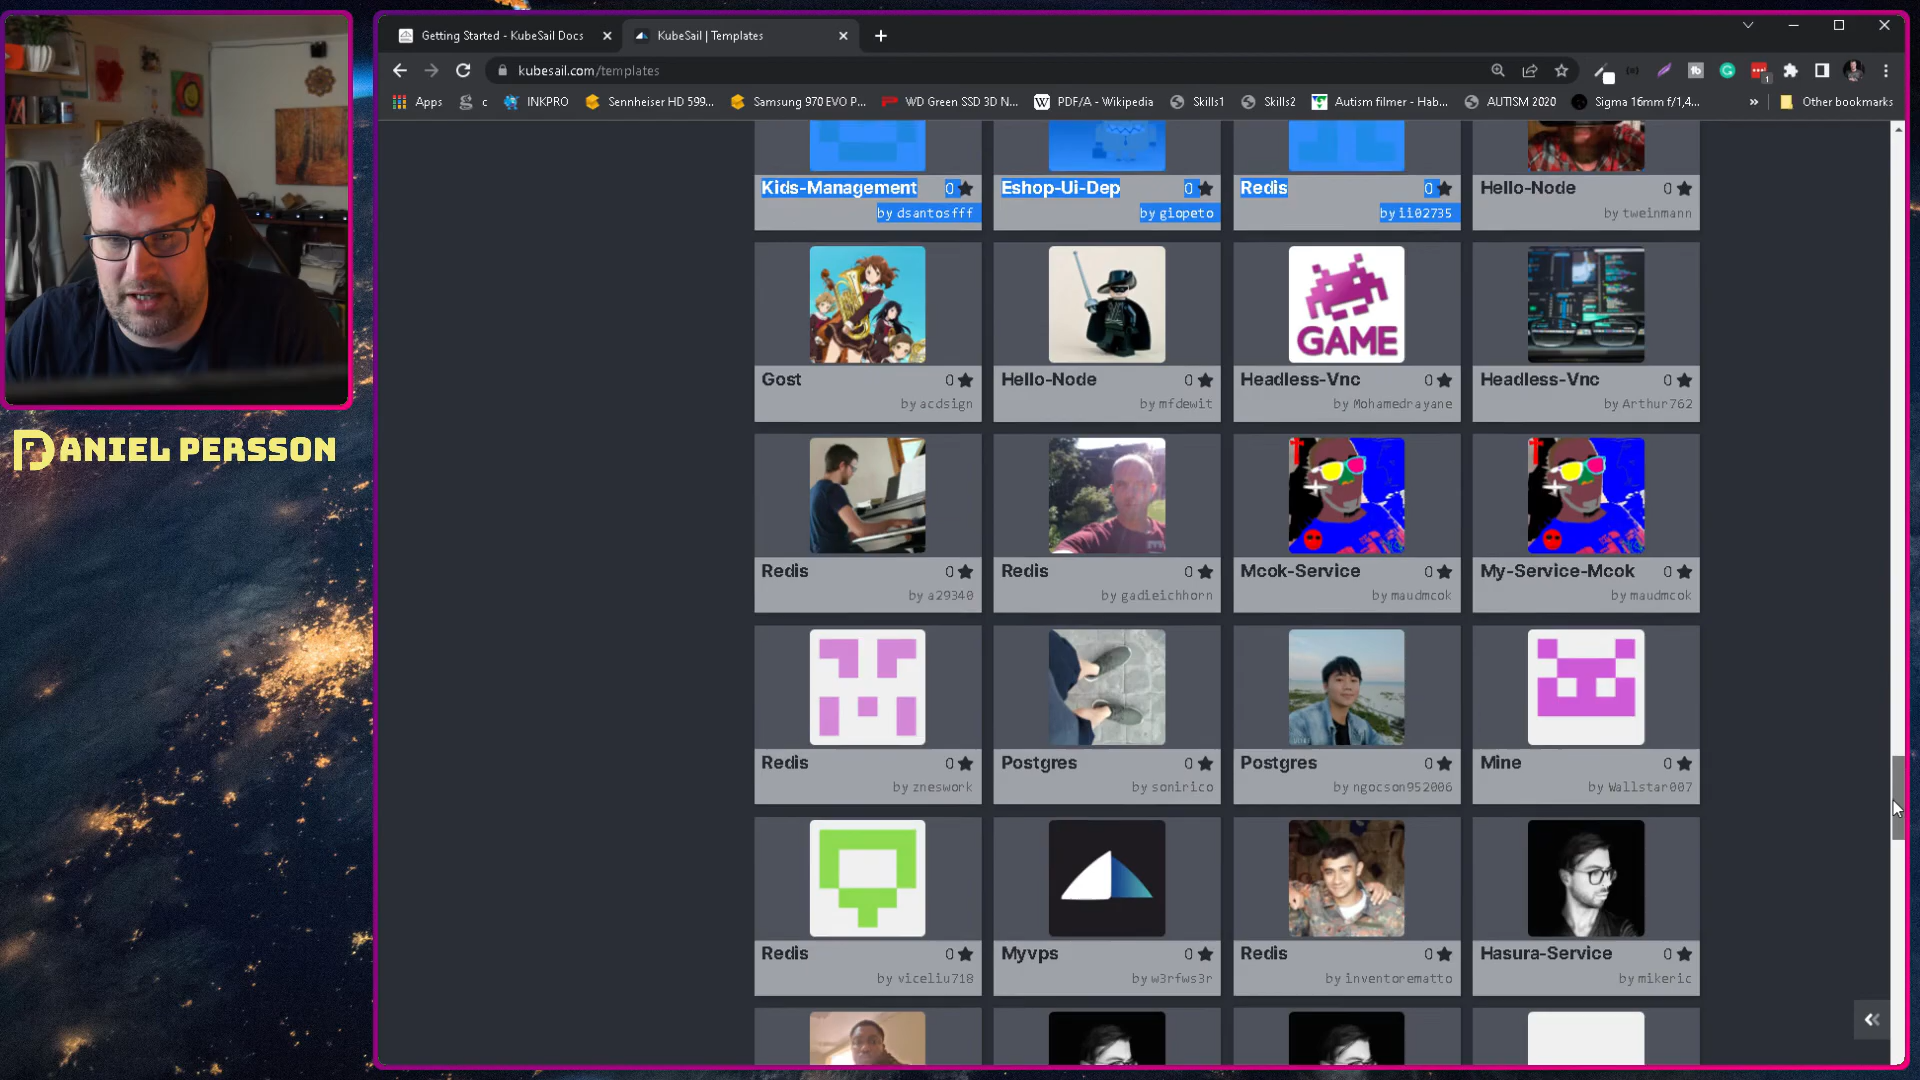 Getting Started - KubeSail Docs
KubeSail | Templates
kubesail.com/templates
1
Apps
c
INKPRO
Sennheiser HD 599...
Samsung 970 EVO P...
WD Green SSD 3D N...
PDF/A - Wikipedia
Skills1
Skills2
Autism filmer - Hab...
AUTISM 2020
Sigma 16mm f/1,4...
Other bookmarks
Kids-Management 0
by dsantosfff
Eshop-Ui-Dep 0
by giopeto
Redis 0
by ii02735
Hello-Node 0
by tweinmann
DANIEL PERSSON
Gost 0
by acdsign
Hello-Node 0
by mfdewit
GAME
Headless-Vnc 0
by Mohamedrayane
Headless-Vnc 0
by Arthur762
Redis 0
by a29340
Redis 0
by gadieichhorn
Mcok-Service 0
by maudmcok
My-Service-Mcok 0
by maudmcok
Redis 0
by zneswork
Postgres 0
by sonirico
Postgres 0
by ngocson952006
Mine 0
by Wallstar007
Redis 0
by viceliu718
Myvps 0
by w3rfws3r
Redis 0
by inventorematto
Hasura-Service 0
by mikeric